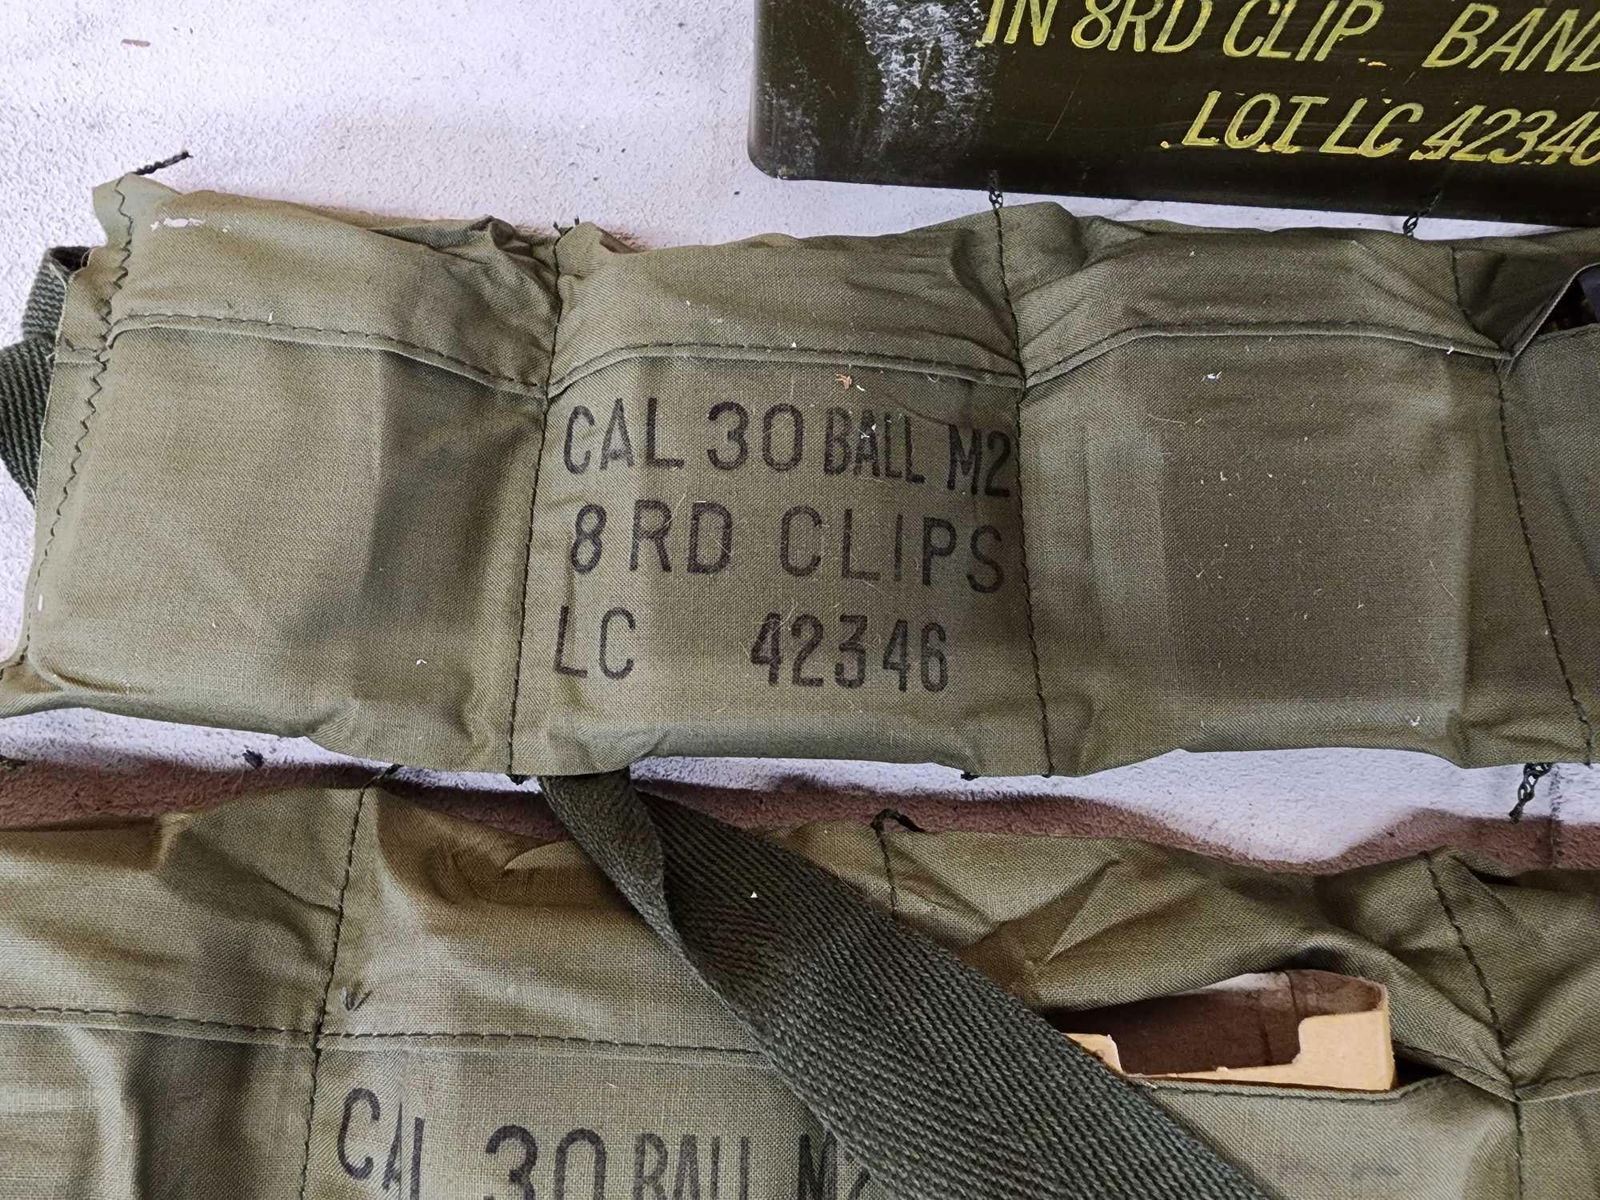 IN 8RD CLIP BAND
LOT LC 42346
CAL 30 BALL M2
8 RD CLIPS
LC 42346
CAL 30 BALL M2